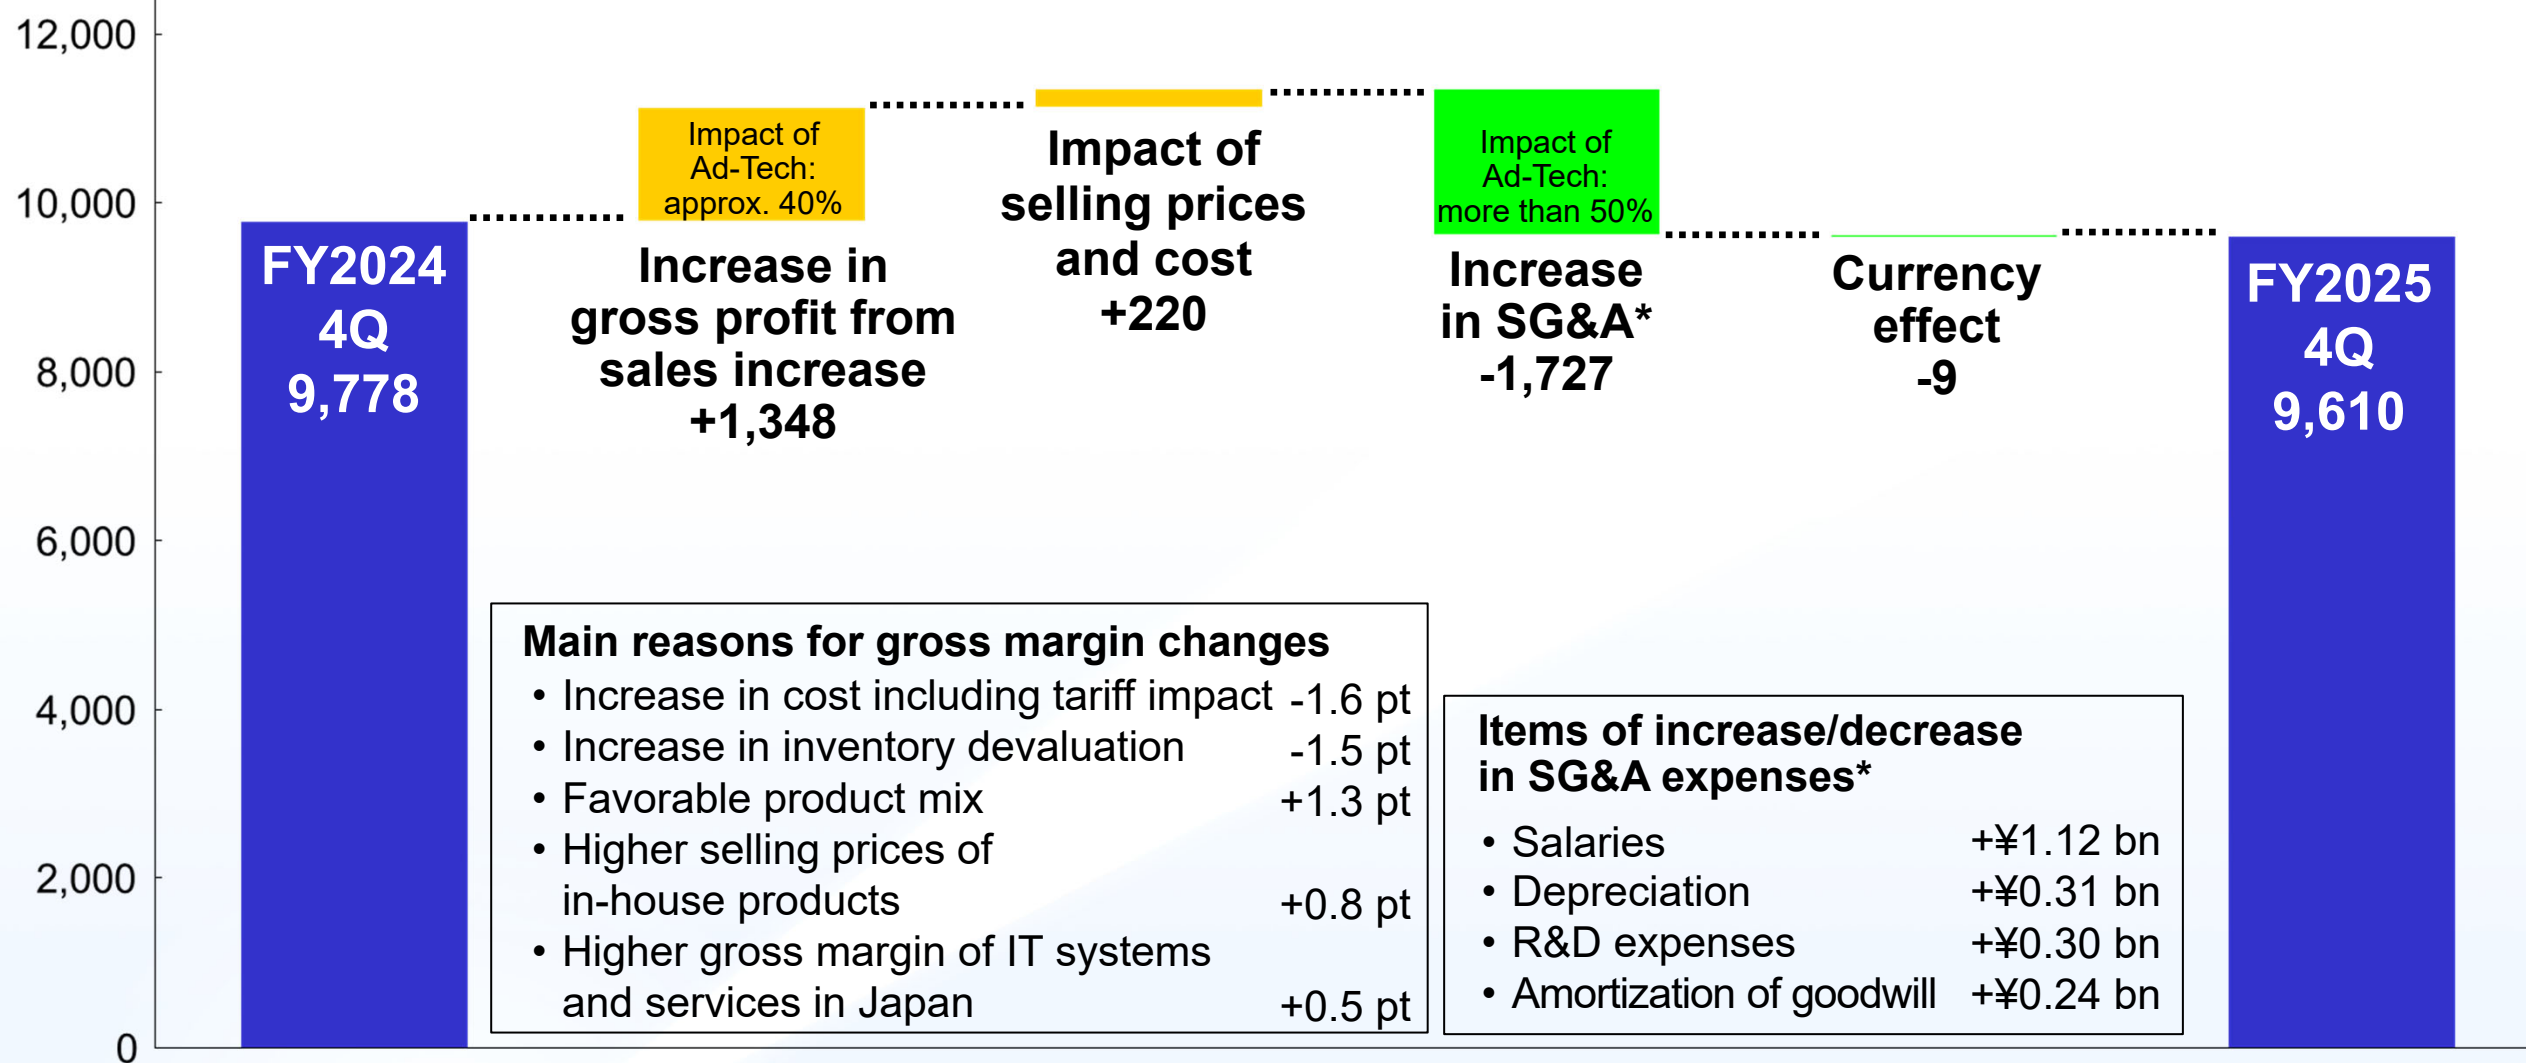 12,000
10,000
8,000
6,000
4,000
2,000
0
FY2024
4Q
9,778
Impact of
Ad-Tech:
approx. 40%
Increase in
gross profit from
sales increase
+1,348
Impact of
selling prices
and cost
+220
Impact of
Ad-Tech:
more than 50%
Increase
in SG&A*
-1,727
Currency
effect
-9
FY2025
4Q
9,610
Main reasons for gross margin changes
• Increase in cost including tariff impact -1.6 pt
• Increase in inventory devaluation -1.5 pt
• Favorable product mix +1.3 pt
• Higher selling prices of
in-house products +0.8 pt
• Higher gross margin of IT systems
and services in Japan +0.5 pt
Items of increase/decrease
in SG&A expenses*
• Salaries +¥1.12 bn
• Depreciation +¥0.31 bn
• R&D expenses +¥0.30 bn
• Amortization of goodwill +¥0.24 bn